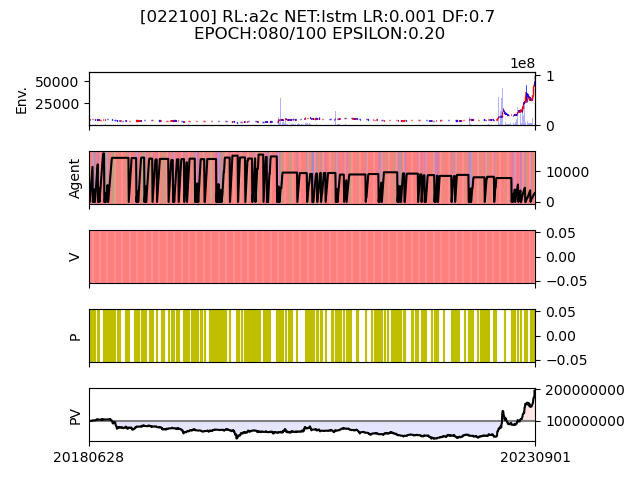 [022100] RL:a2c NET:lstm LR:0.001 DF:0.7
EPOCH:080/100 EPSILON:0.20
1e8
Env.
50000
25000
1
0
Agent
10000
0
V
0.05
0.00
−0.05
P
0.05
0.00
−0.05
PV
200000000
100000000
20180628
20230901